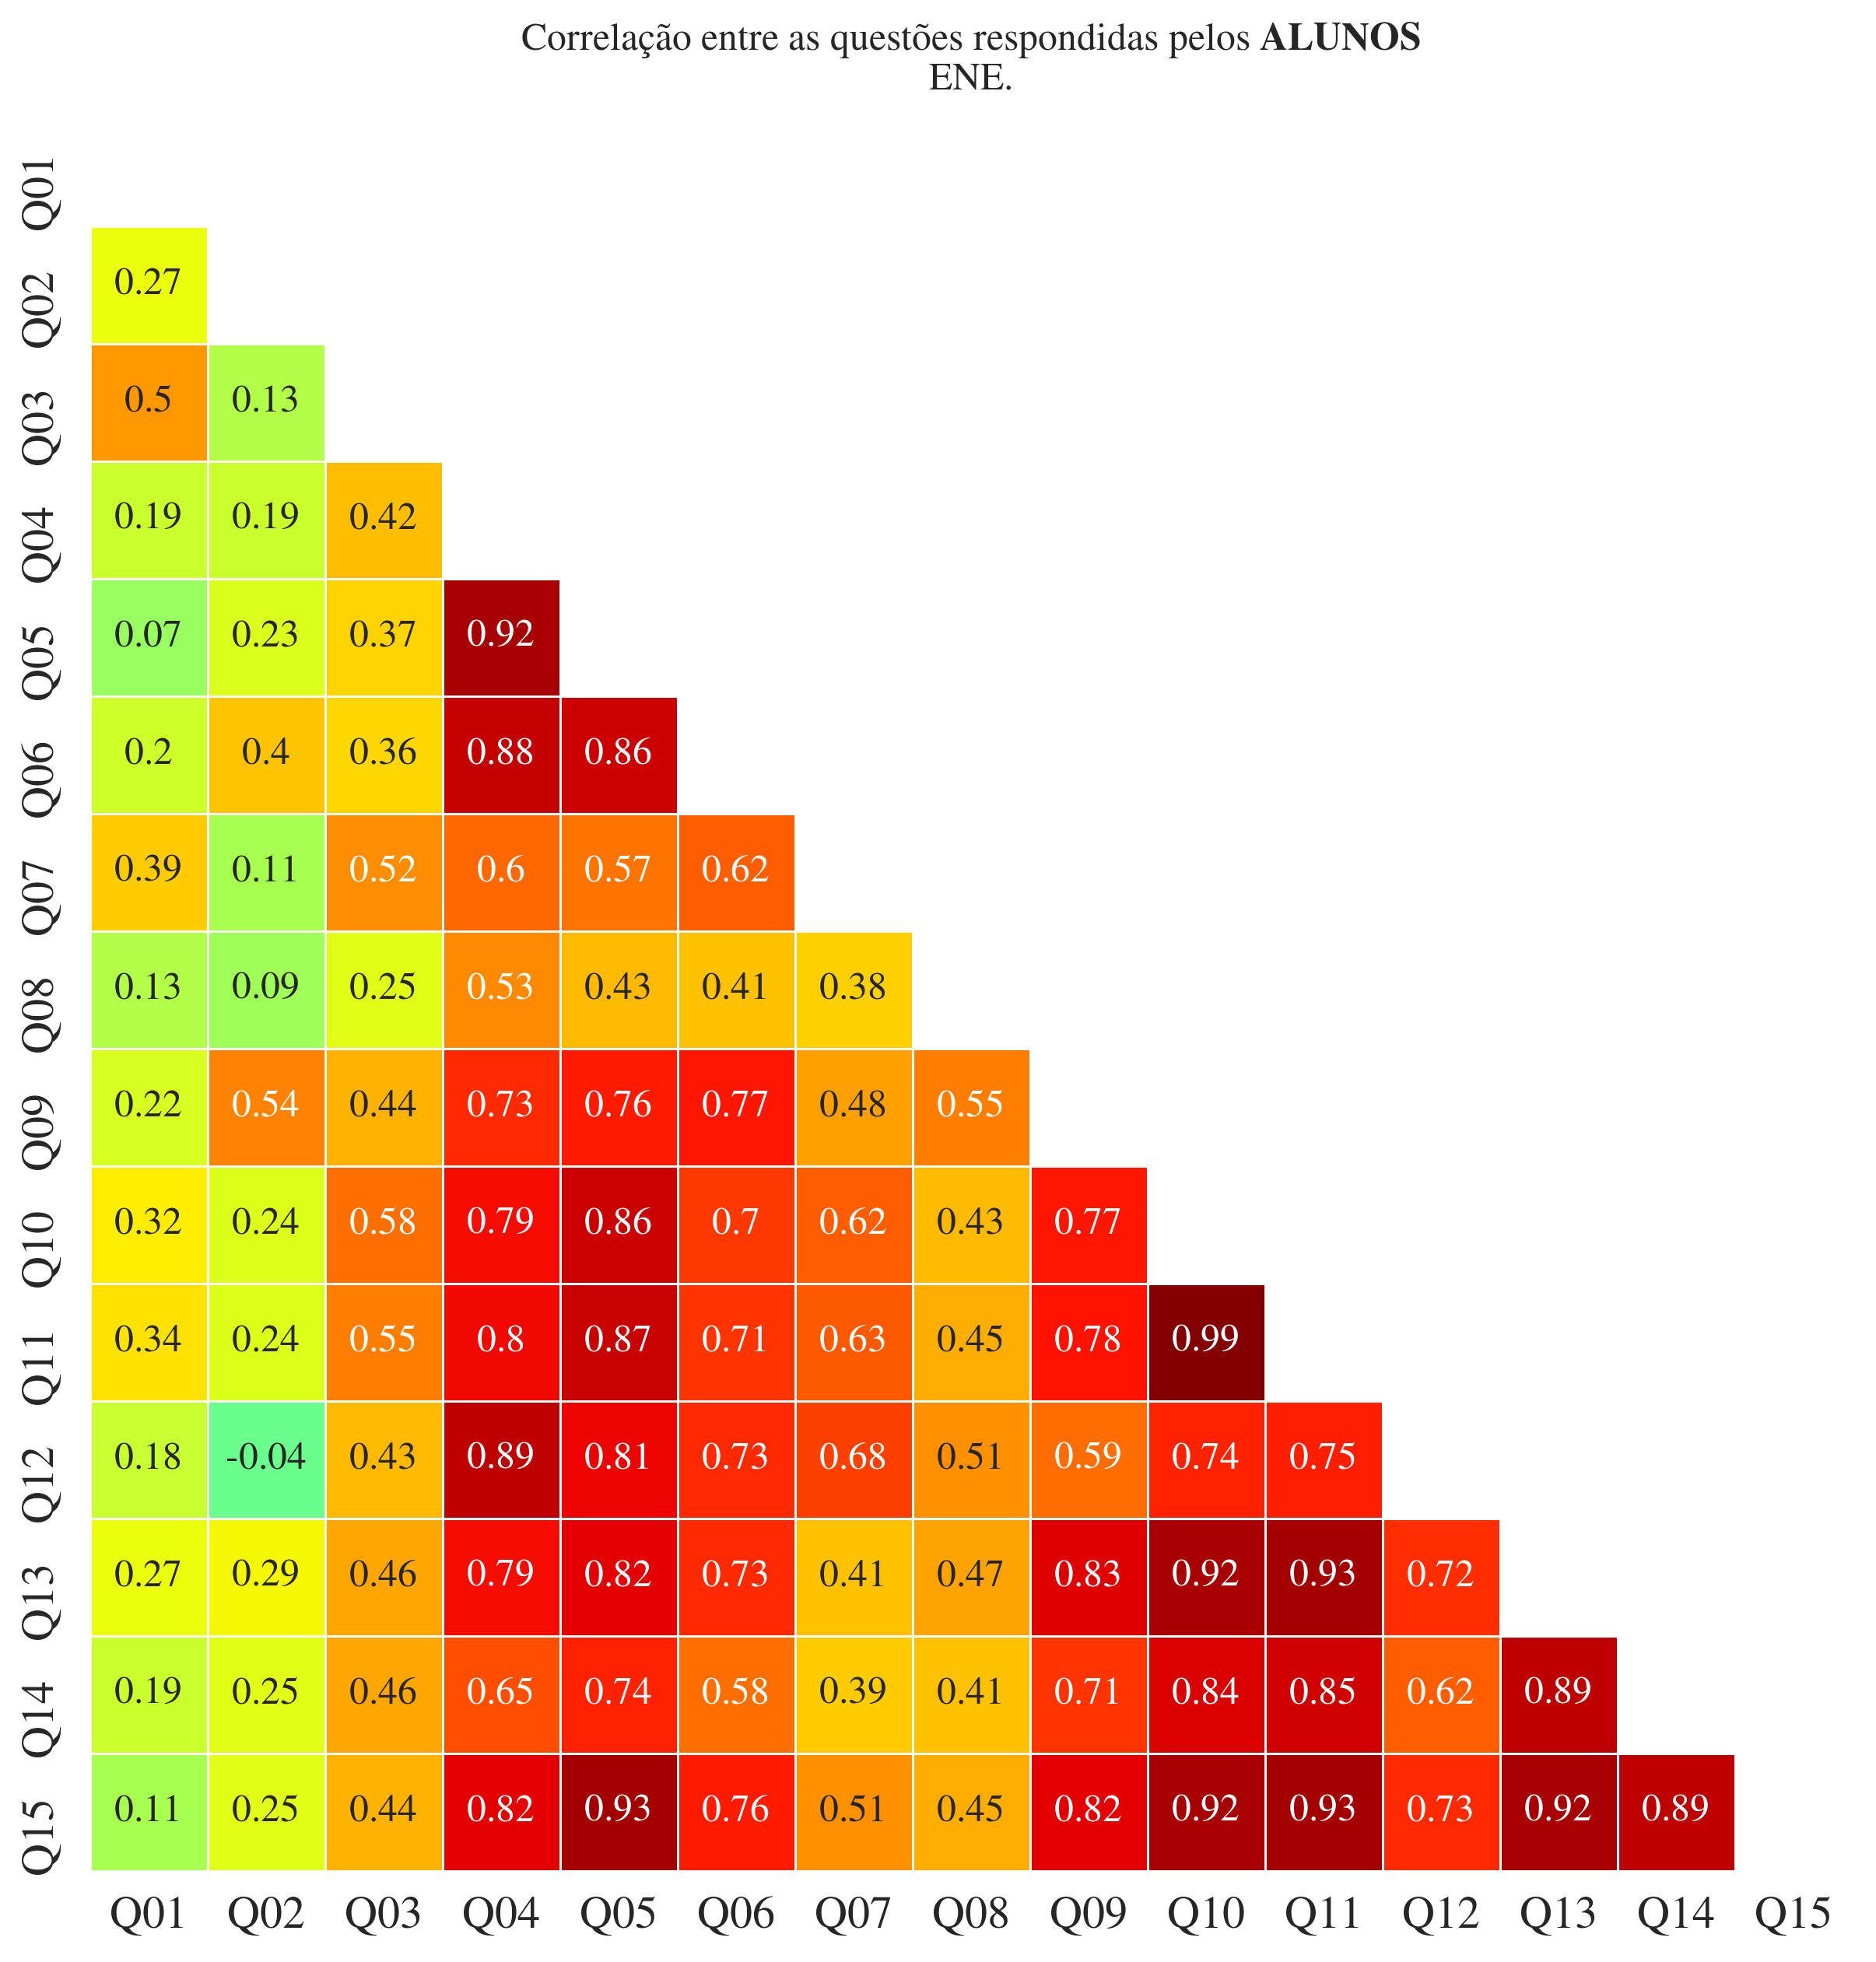 Correlação entre as questões respondidas pelos ALUNOS
ENE.
Q01
Q02 0.27
Q03 0.5 0.13
Q04 0.19 0.19 0.42
Q05 0.07 0.23 0.37 0.92
Q06 0.2 0.4 0.36 0.88 0.86
Q07 0.39 0.11 0.52 0.6 0.57 0.62
Q08 0.13 0.09 0.25 0.53 0.43 0.41 0.38
Q09 0.22 0.54 0.44 0.73 0.76 0.77 0.48 0.55
Q10 0.32 0.24 0.58 0.79 0.86 0.7 0.62 0.43 0.77
Q11 0.34 0.24 0.55 0.8 0.87 0.71 0.63 0.45 0.78 0.99
Q12 0.18 -0.04 0.43 0.89 0.81 0.73 0.68 0.51 0.59 0.74 0.75
Q13 0.27 0.29 0.46 0.79 0.82 0.73 0.41 0.47 0.83 0.92 0.93 0.72
Q14 0.19 0.25 0.46 0.65 0.74 0.58 0.39 0.41 0.71 0.84 0.85 0.62 0.89
Q15 0.11 0.25 0.44 0.82 0.93 0.76 0.51 0.45 0.82 0.92 0.93 0.73 0.92 0.89
Q01 Q02 Q03 Q04 Q05 Q06 Q07 Q08 Q09 Q10 Q11 Q12 Q13 Q14 Q15